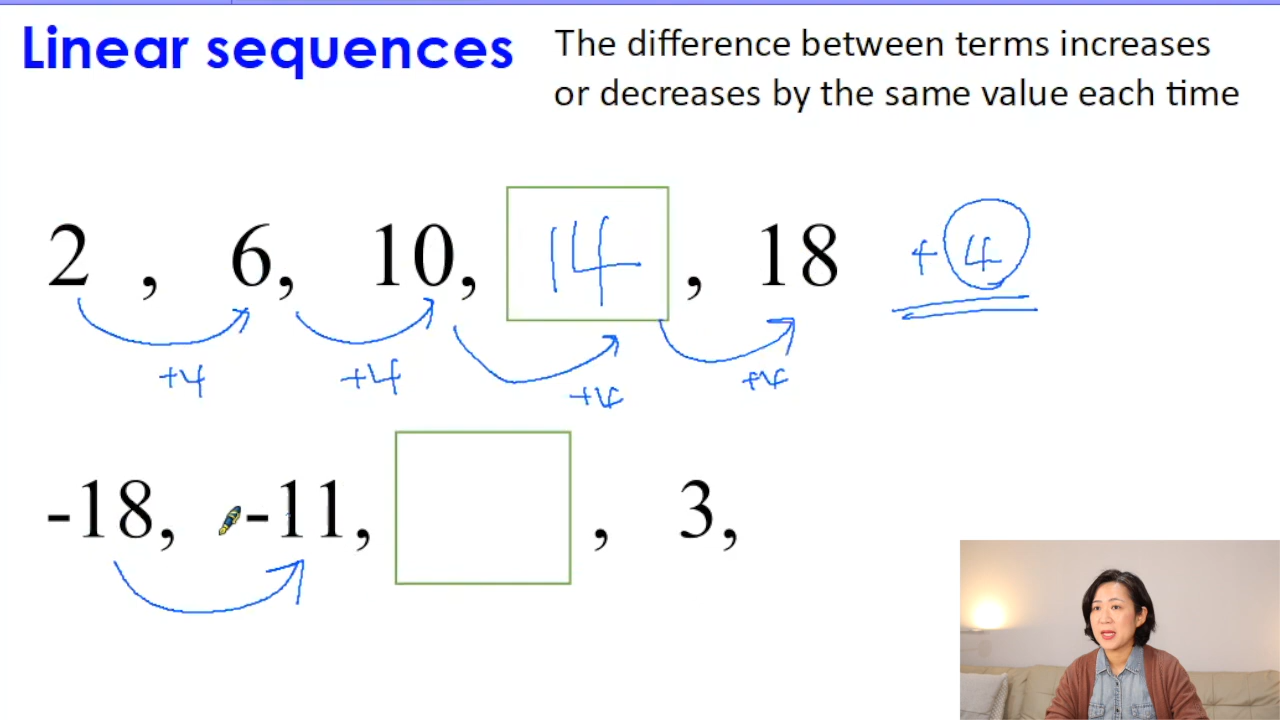 Linear sequences
The difference between terms increases
or decreases by the same value each time
2 , 6, 10, 14 , 18 +4
+4 +4 +4 +4
-18, -11, , 3,